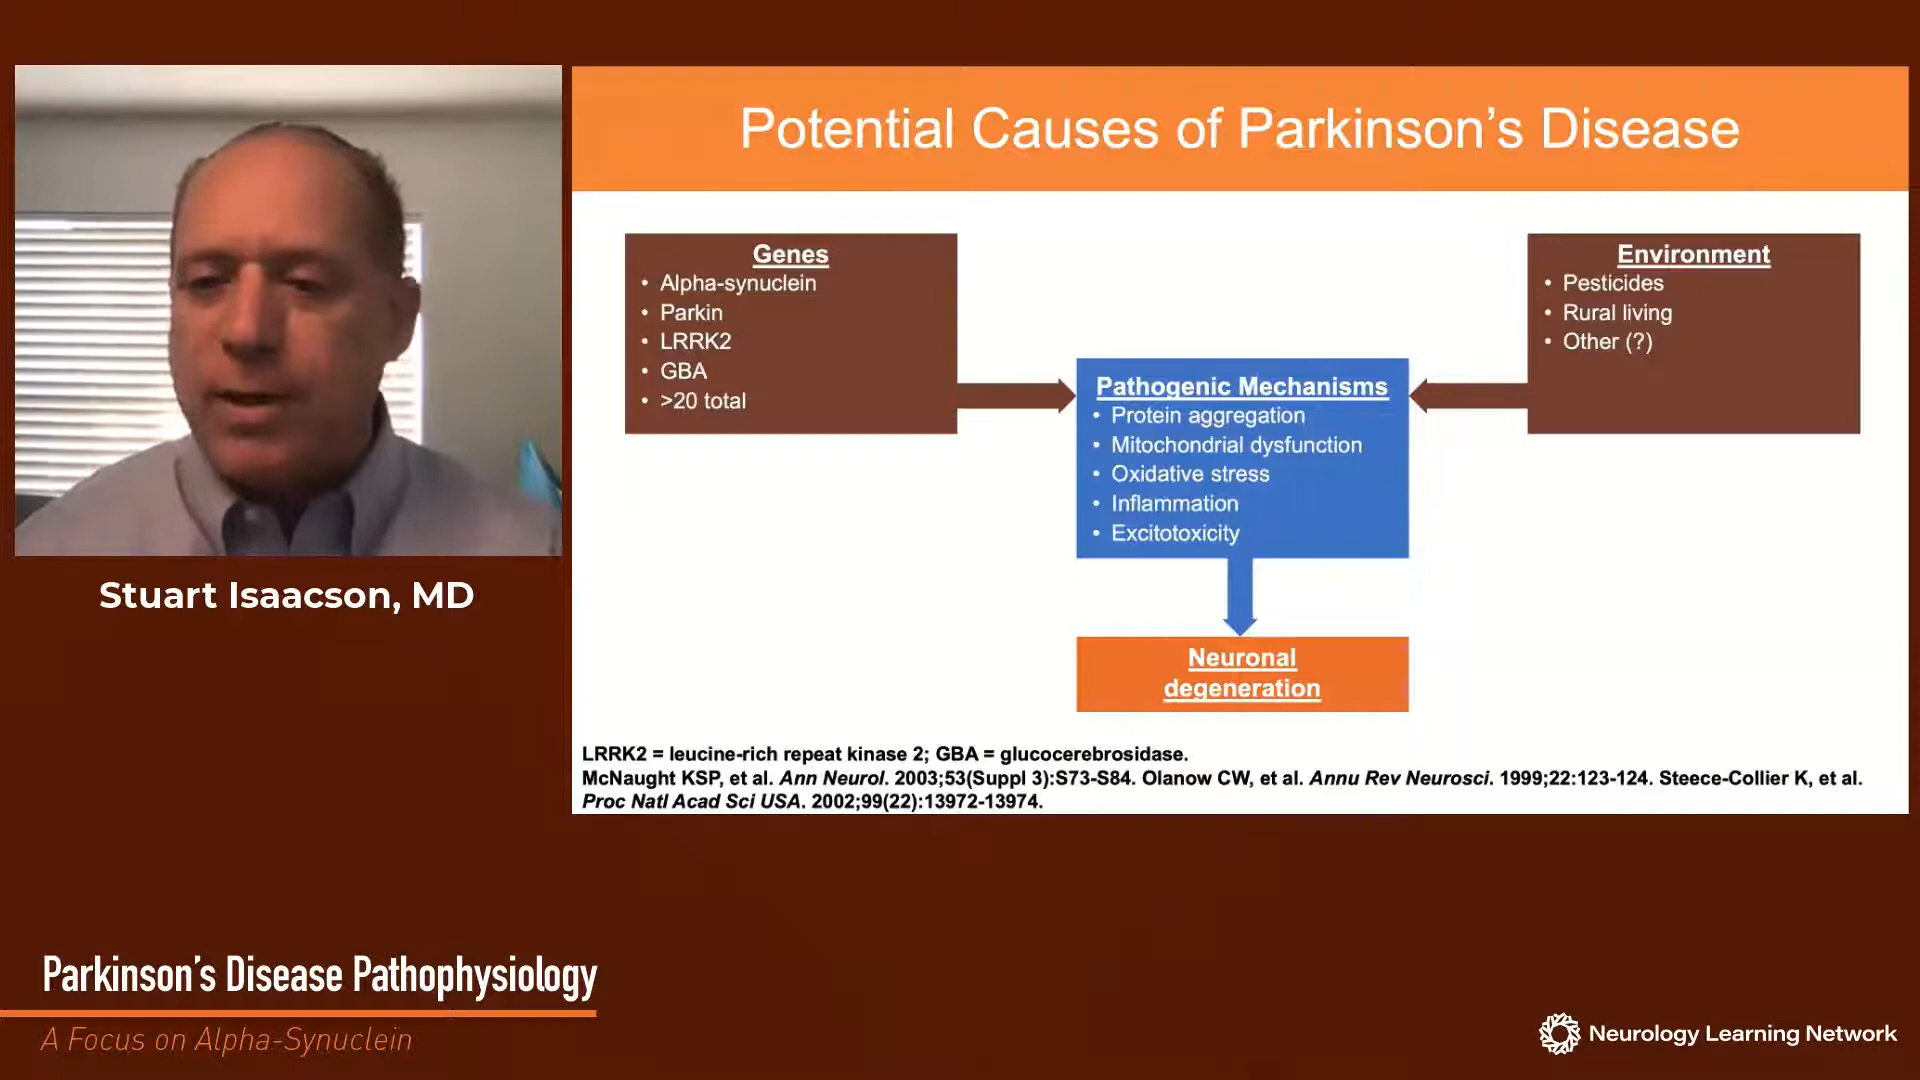 Potential Causes of Parkinson’s Disease
Genes
• Alpha-synuclein
• Parkin
• LRRK2
• GBA
• >20 total
Environment
• Pesticides
• Rural living
• Other (?)
Pathogenic Mechanisms
• Protein aggregation
• Mitochondrial dysfunction
• Oxidative stress
• Inflammation
• Excitotoxicity
Neuronal
degeneration
LRRK2 = leucine-rich repeat kinase 2; GBA = glucocerebrosidase.
McNaught KSP, et al. Ann Neurol. 2003;53(Suppl 3):S73-S84. Olanow CW, et al. Annu Rev Neurosci. 1999;22:123-124. Steece-Collier K, et al.
Proc Natl Acad Sci USA. 2002;99(22):13972-13974.
Stuart Isaacson, MD
Parkinson’s Disease Pathophysiology
A Focus on Alpha-Synuclein
Neurology Learning Network